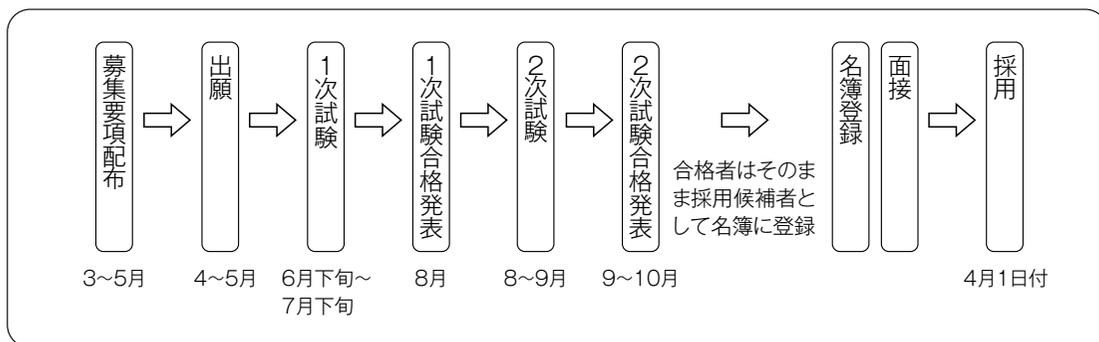 募集要項配布
出願
1次試験
1次試験合格発表
2次試験
2次試験合格発表
合格者はそのま
ま採用候補者と
して名簿に登録
名簿登録
面接
採用
3～5月
4～5月
6月下旬～
7月下旬
8月
8～9月
9～10月
4月1日付